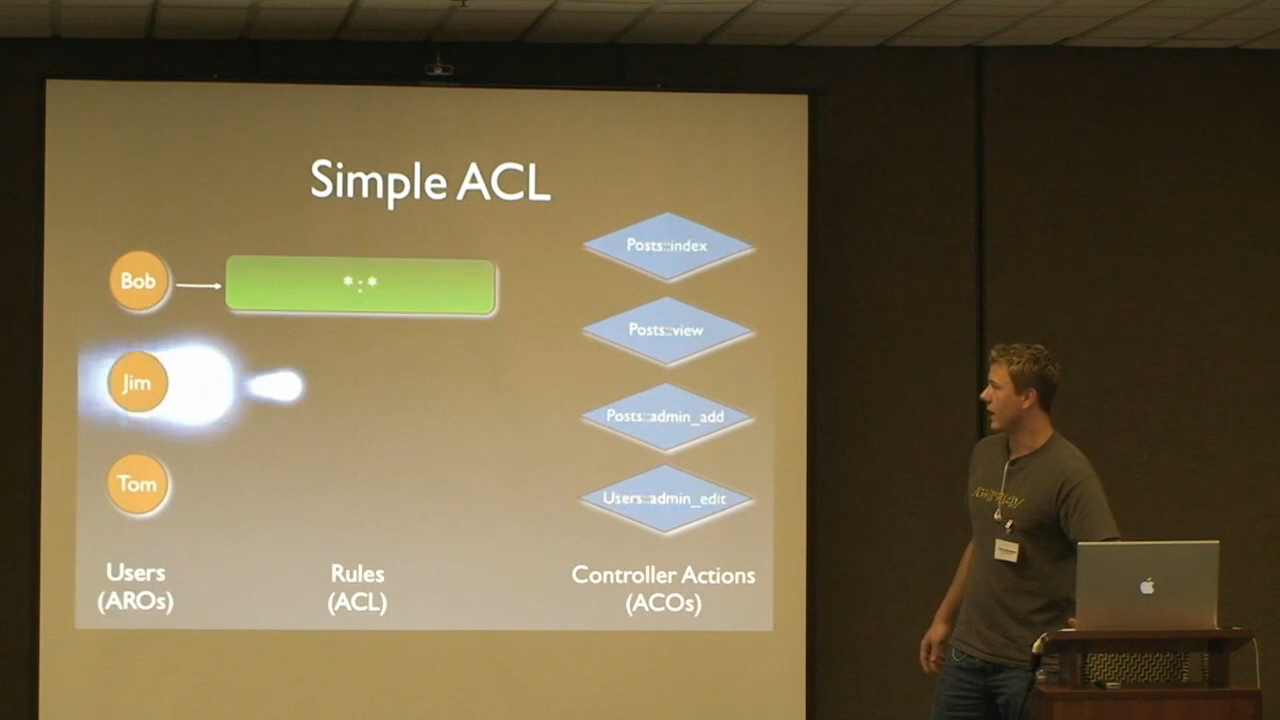 Simple ACL
Bob
*:*
Posts::index
Posts::view
Jim
Posts::admin_add
Tom
Users::admin_edit
Users
(AROs)
Rules
(ACL)
Controller Actions
(ACOs)